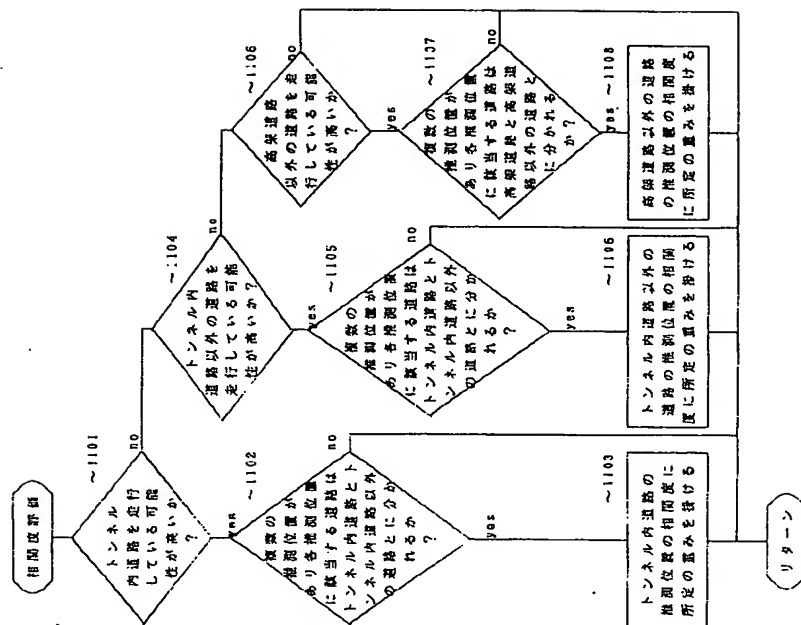 相関度評価
~1101
トンネル
内道路を走行
している可能
性が高いか
?
no
yes
~1102
複数の
推測位置が
あり各推測位置
に該当する道路は
トンネル内道路とト
ンネル内道路以外
の道路とに分か
れるか
?
no
yes
~1103
トンネル内道路の
推測位置の相関度に
所定の重みを掛ける
~1104
トンネル内
道路以外の道路を
走行している可能
性が高いか?
no
yes
~1105
複数の
推測位置が
あり各推測位置
に該当する道路は
トンネル内道路とト
ンネル内道路以外
の道路とに分か
れるか
?
no
yes
~1106
トンネル内道路以外の
道路の推測位置の相関
度に所定の重みを掛ける
~1106
高架道路
以外の道路を走
行している可能
性が高いか
?
no
yes
~1107
複数の
推測位置が
あり各推測位置
に該当する道路は
高架道路と高架道
路以外の道路と
に分かれる
か?
no
yes
~1108
高架道路以外の道路
の推測位置の相関度
に所定の重みを掛ける
リターン